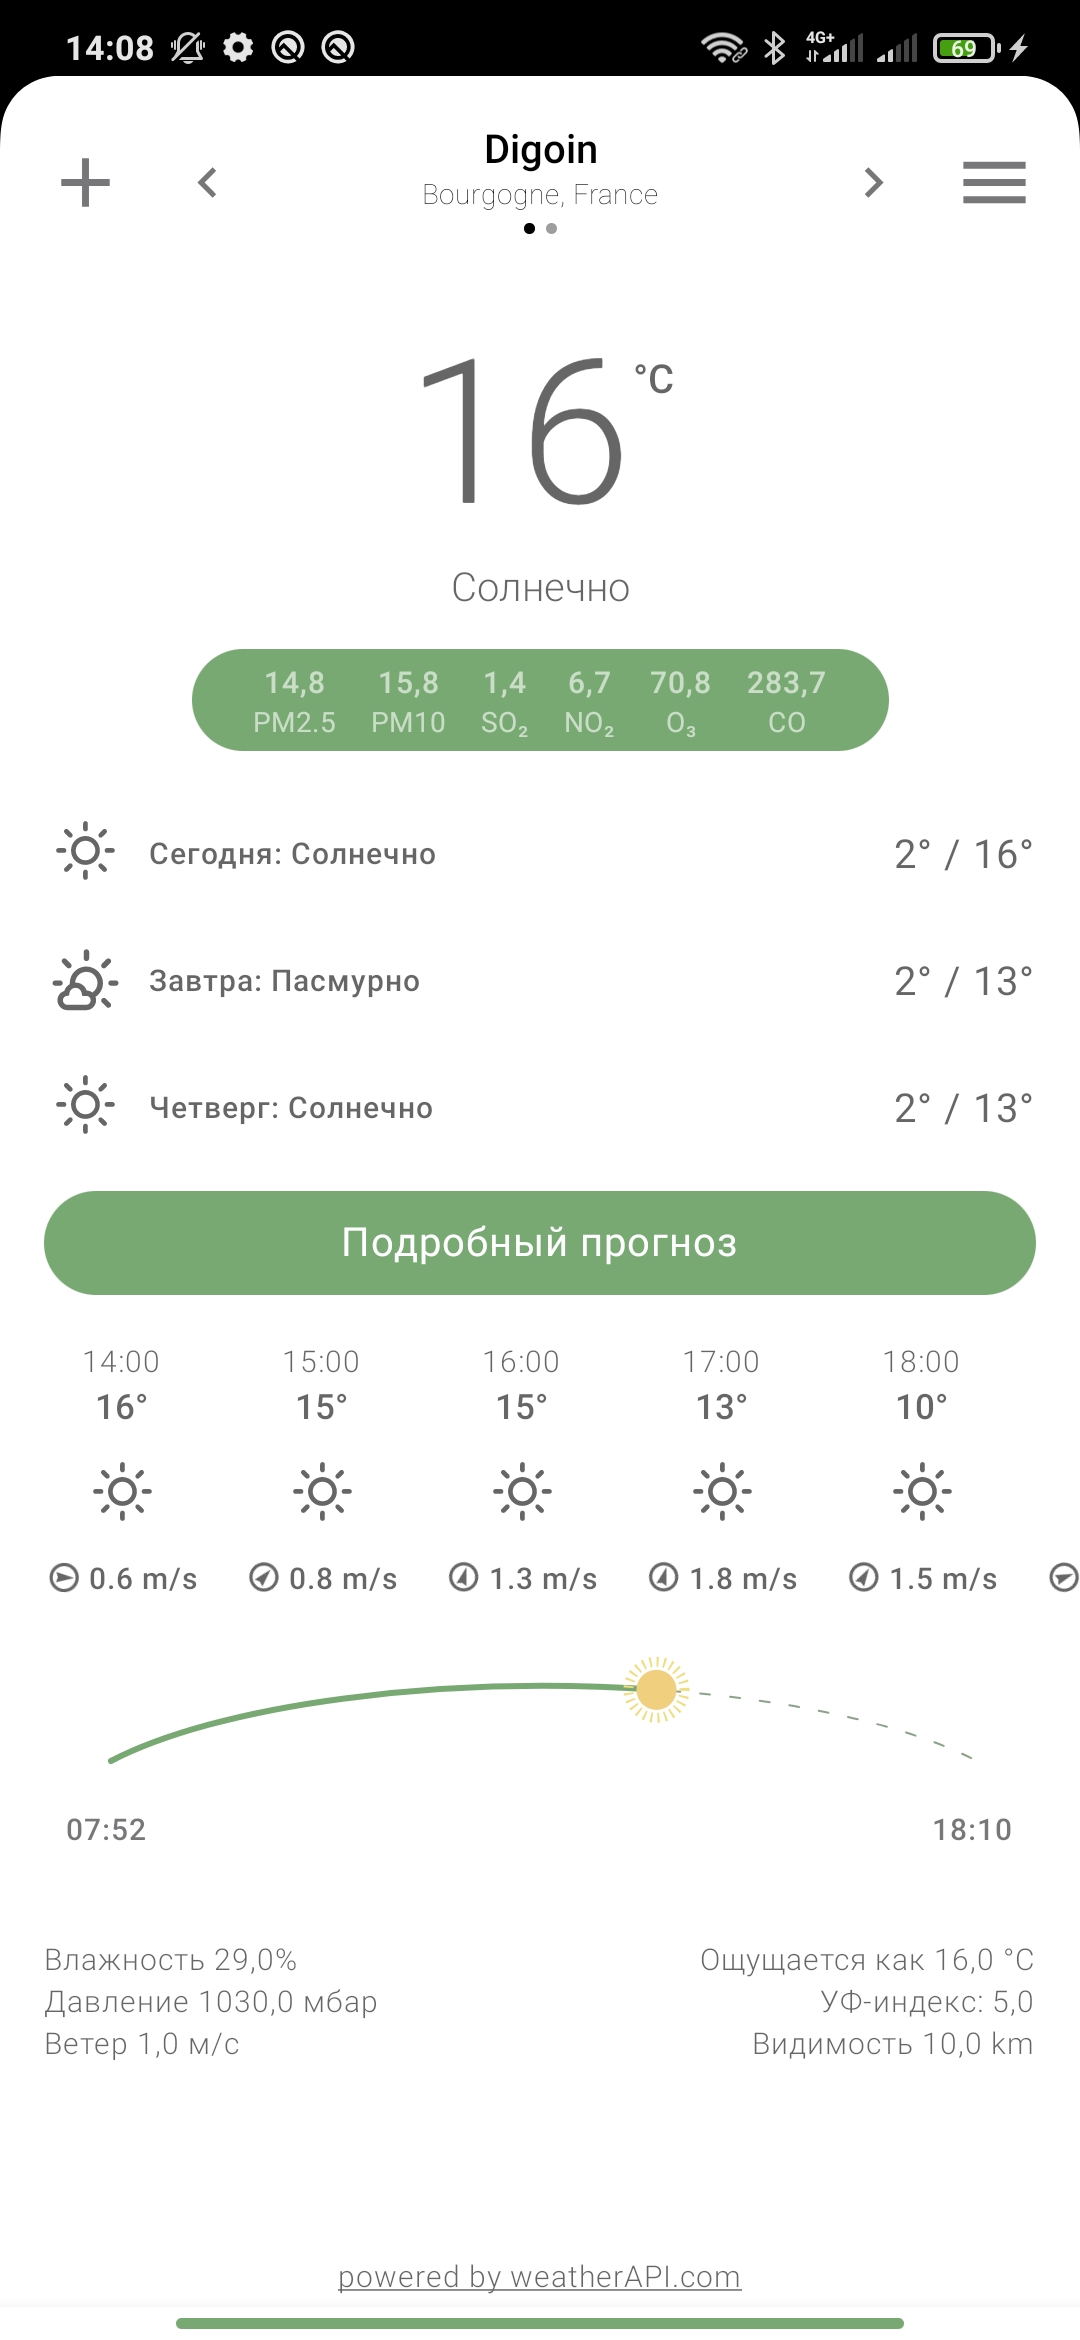 14:08 4G+ 69
Digoin
Bourgogne, France
16 °C
Солнечно
14,8 15,8 1,4 6,7 70,8 283,7
PM2.5 PM10 SO₂ NO₂ O₃ CO
Сегодня: Солнечно 2° / 16°
Завтра: Пасмурно 2° / 13°
Четверг: Солнечно 2° / 13°
Подробный прогноз
14:00 15:00 16:00 17:00 18:00
16° 15° 15° 13° 10°
0.6 m/s 0.8 m/s 1.3 m/s 1.8 m/s 1.5 m/s
07:52 18:10
Влажность 29,0% Ощущается как 16,0 °C
Давление 1030,0 мбар УФ-индекс: 5,0
Ветер 1,0 м/с Видимость 10,0 km
powered by weatherAPI.com